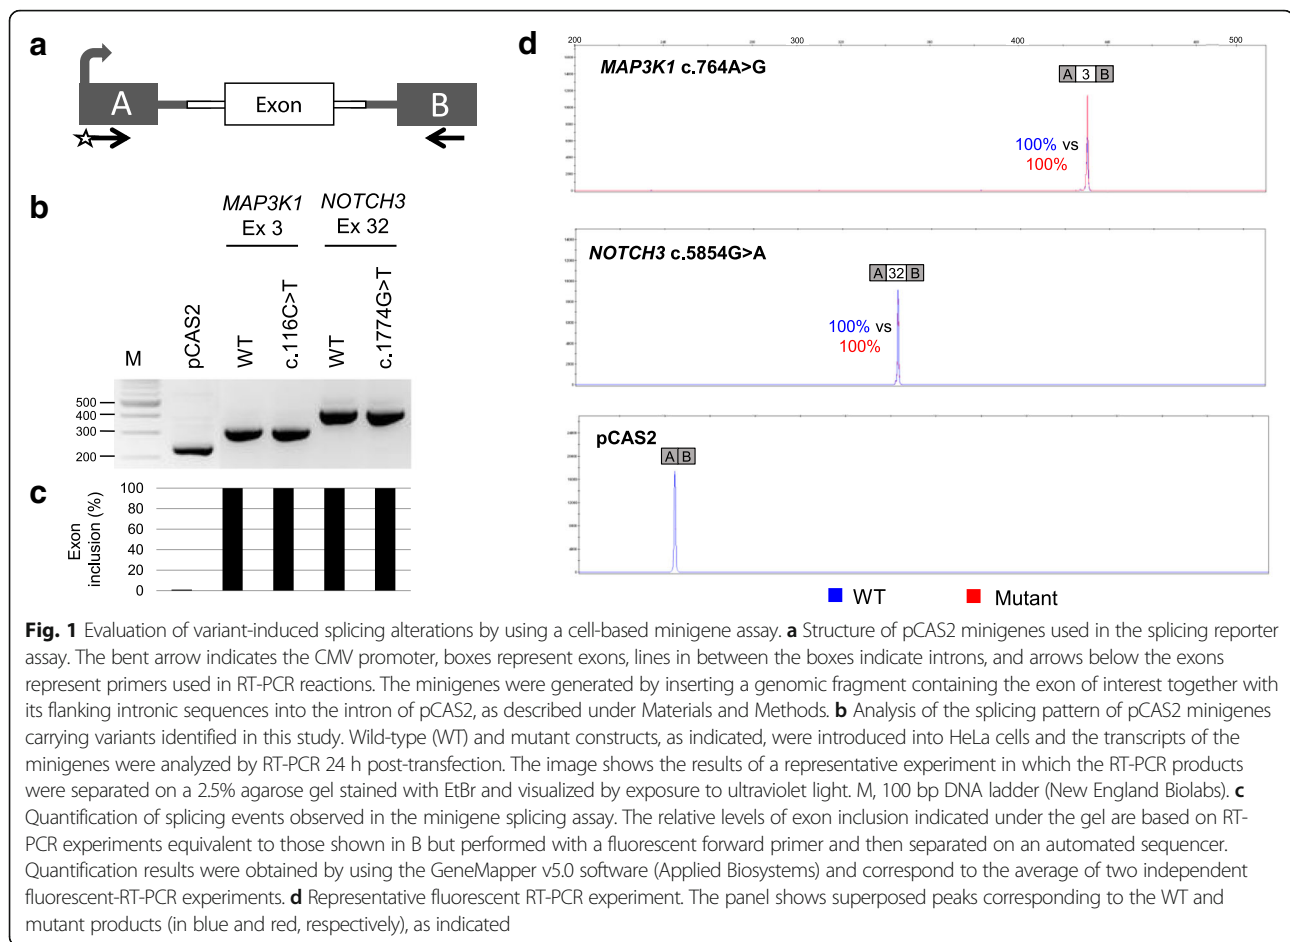 a
A
Exon
B
b
MAP3K1
Ex 3
NOTCH3
Ex 32
M
pCAS2
WT
c.116C>T
WT
c.1774G>T
500
400
300
200
c
Exon
inclusion (%)
100
80
60
40
20
0
d
200
300
400
500
MAP3K1 c.764A>G
A 3 B
100% vs
100%
NOTCH3 c.5854G>A
A 32 B
100% vs
100%
pCAS2
A B
WT
Mutant
Fig. 1 Evaluation of variant-induced splicing alterations by using a cell-based minigene assay. a Structure of pCAS2 minigenes used in the splicing reporter
assay. The bent arrow indicates the CMV promoter, boxes represent exons, lines in between the boxes indicate introns, and arrows below the exons
represent primers used in RT-PCR reactions. The minigenes were generated by inserting a genomic fragment containing the exon of interest together with
its flanking intronic sequences into the intron of pCAS2, as described under Materials and Methods. b Analysis of the splicing pattern of pCAS2 minigenes
carrying variants identified in this study. Wild-type (WT) and mutant constructs, as indicated, were introduced into HeLa cells and the transcripts of the
minigenes were analyzed by RT-PCR 24 h post-transfection. The image shows the results of a representative experiment in which the RT-PCR products
were separated on a 2.5% agarose gel stained with EtBr and visualized by exposure to ultraviolet light. M, 100 bp DNA ladder (New England Biolabs). c
Quantification of splicing events observed in the minigene splicing assay. The relative levels of exon inclusion indicated under the gel are based on RT-
PCR experiments equivalent to those shown in B but performed with a fluorescent forward primer and then separated on an automated sequencer.
Quantification results were obtained by using the GeneMapper v5.0 software (Applied Biosystems) and correspond to the average of two independent
fluorescent-RT-PCR experiments. d Representative fluorescent RT-PCR experiment. The panel shows superposed peaks corresponding to the WT and
mutant products (in blue and red, respectively), as indicated